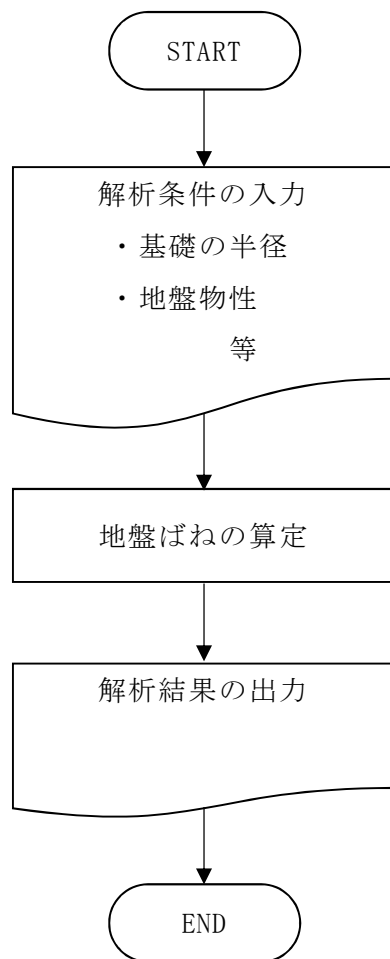 START
解析条件の入力
・基礎の半径
・地盤物性
等
地盤ばねの算定
解析結果の出力
END